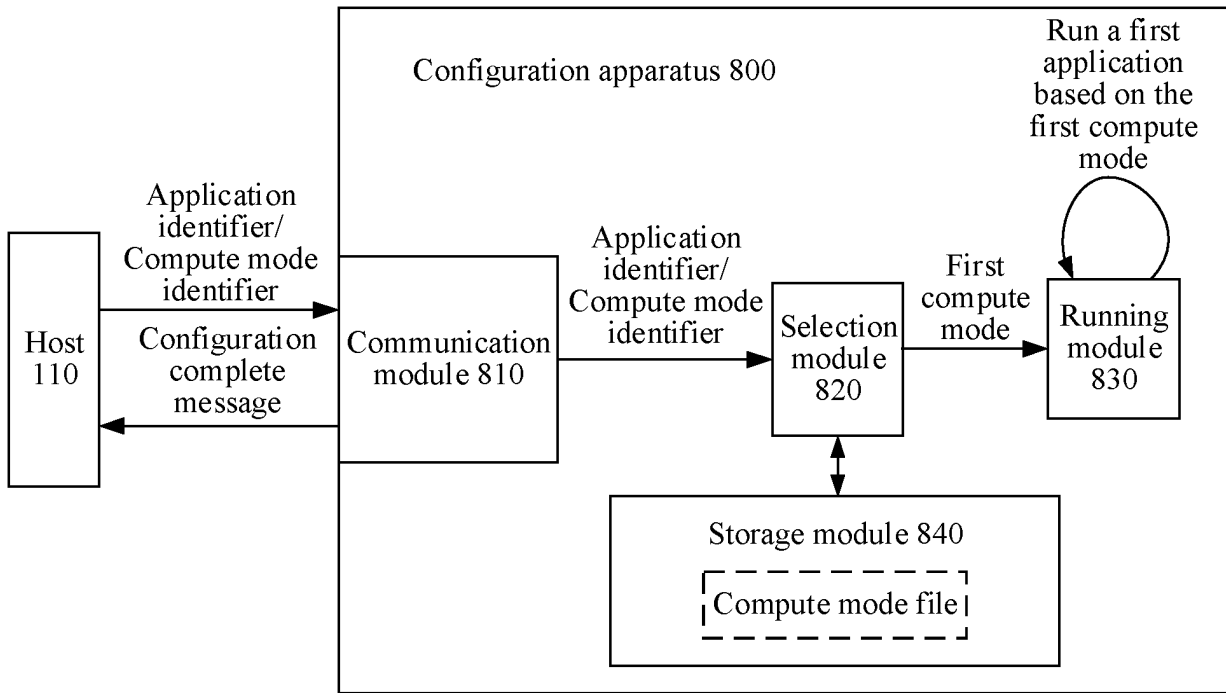 Configuration apparatus 800
Run a first
application
based on the
first compute
mode
Application
identifier/
Compute mode
identifier
Host
110
Configuration
complete
message
Communication
module 810
Application
identifier/
Compute mode
identifier
Selection
module
820
First
compute
mode
Running
module
830
Storage module 840
Compute mode file